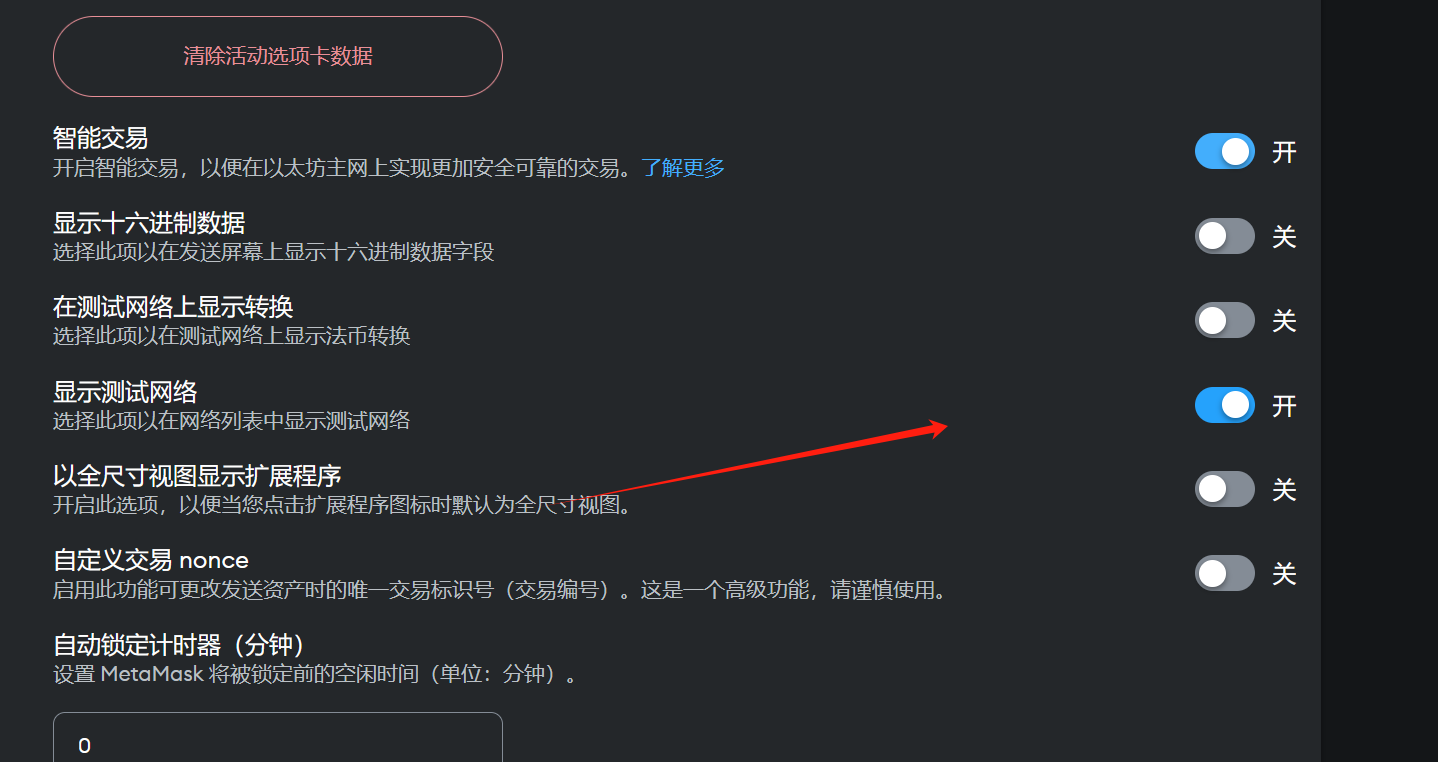 清除活动选项卡数据
智能交易
开启智能交易，以便在以太坊主网上实现更加安全可靠的交易。了解更多
开
显示十六进制数据
选择此项以在发送屏幕上显示十六进制数据字段
关
在测试网络上显示转换
选择此项以在测试网络上显示法币转换
关
显示测试网络
选择此项以在网络列表中显示测试网络
开
以全尺寸视图显示扩展程序
开启此选项，以便当您点击扩展程序图标时默认为全尺寸视图。
关
自定义交易 nonce
启用此功能可更改发送资产时的唯一交易标识号（交易编号）。这是一个高级功能，请谨慎使用。
关
自动锁定计时器（分钟）
设置 MetaMask 将被锁定前的空闲时间（单位：分钟）。
0